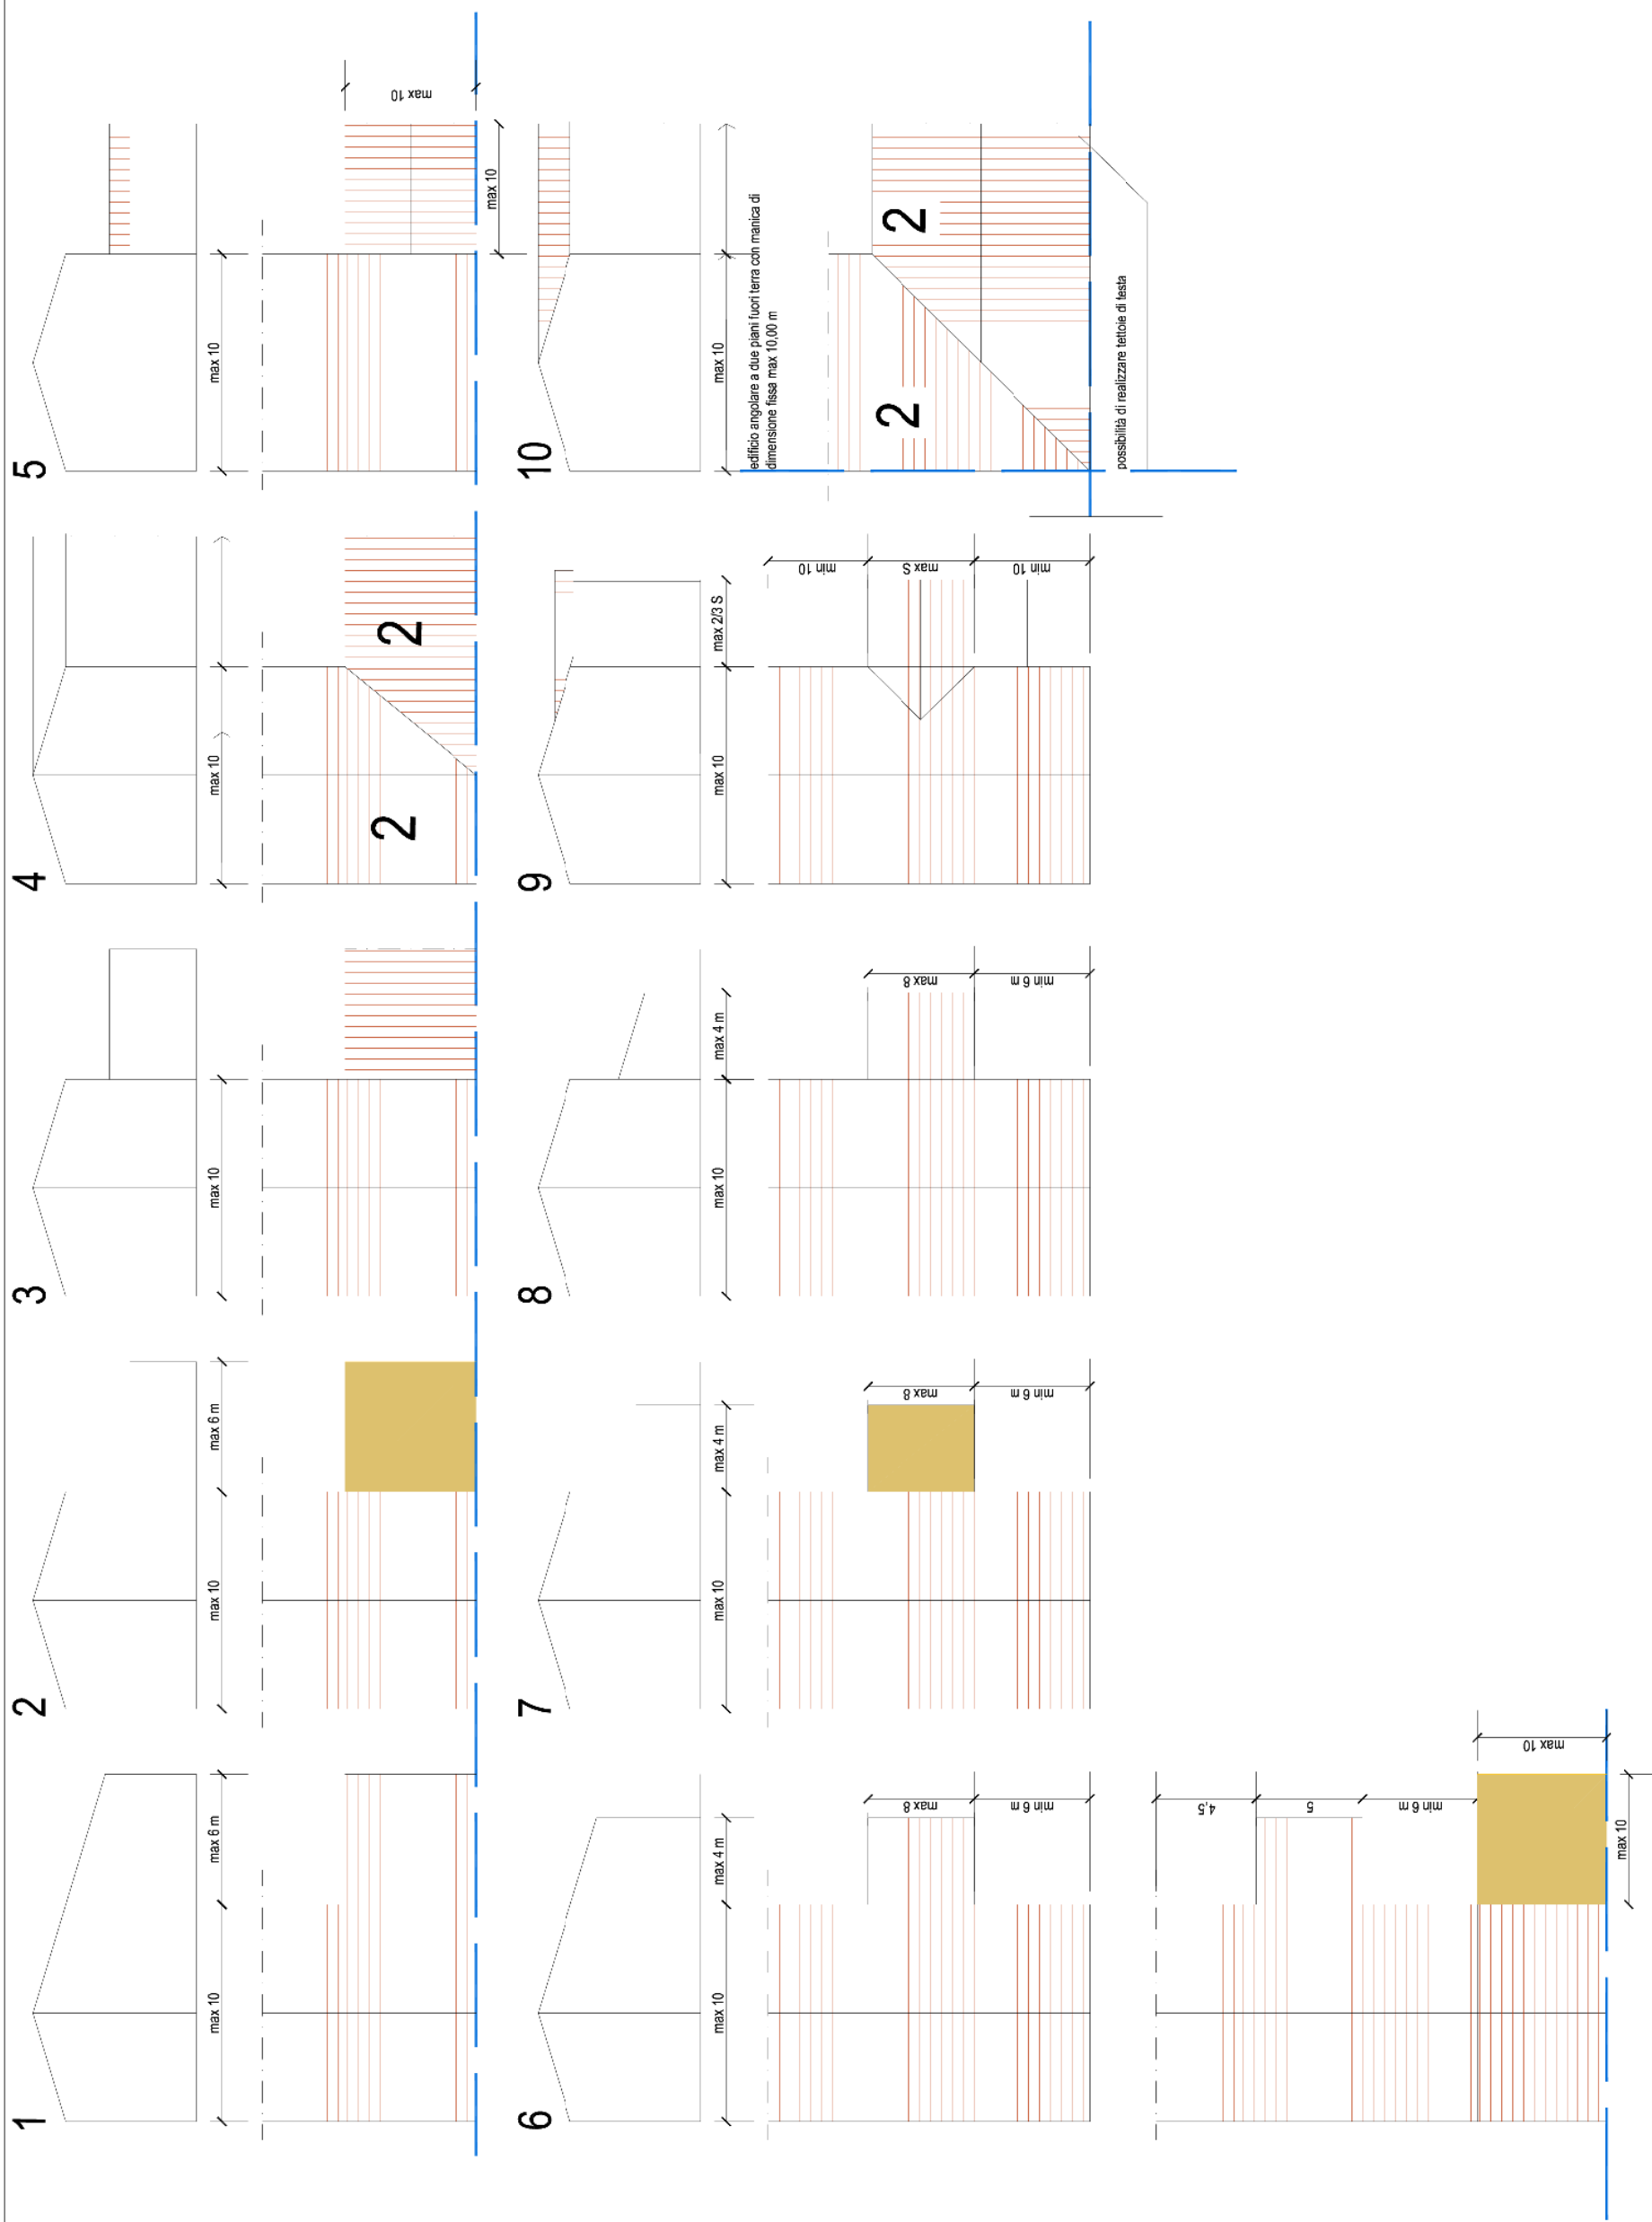 1
max 10
max 6 m
2
max 10
max 6 m
3
max 10
4
max 10
2
2
5
max 10
max 10
max 10
6
max 10
max 4 m
max 8
min 6 m
4,5
5
min 6 m
max 10
max 10
7
max 10
max 4 m
max 8
min 6 m
8
max 10
max 4 m
max 8
min 6 m
9
max 10
max 2/3 S
min 10
max S
min 10
10
max 10
edificio angolare a due piani fuori terra con manica di
dimensione fissa max 10,00 m
2
2
possibilità di realizzare tettoie di testa